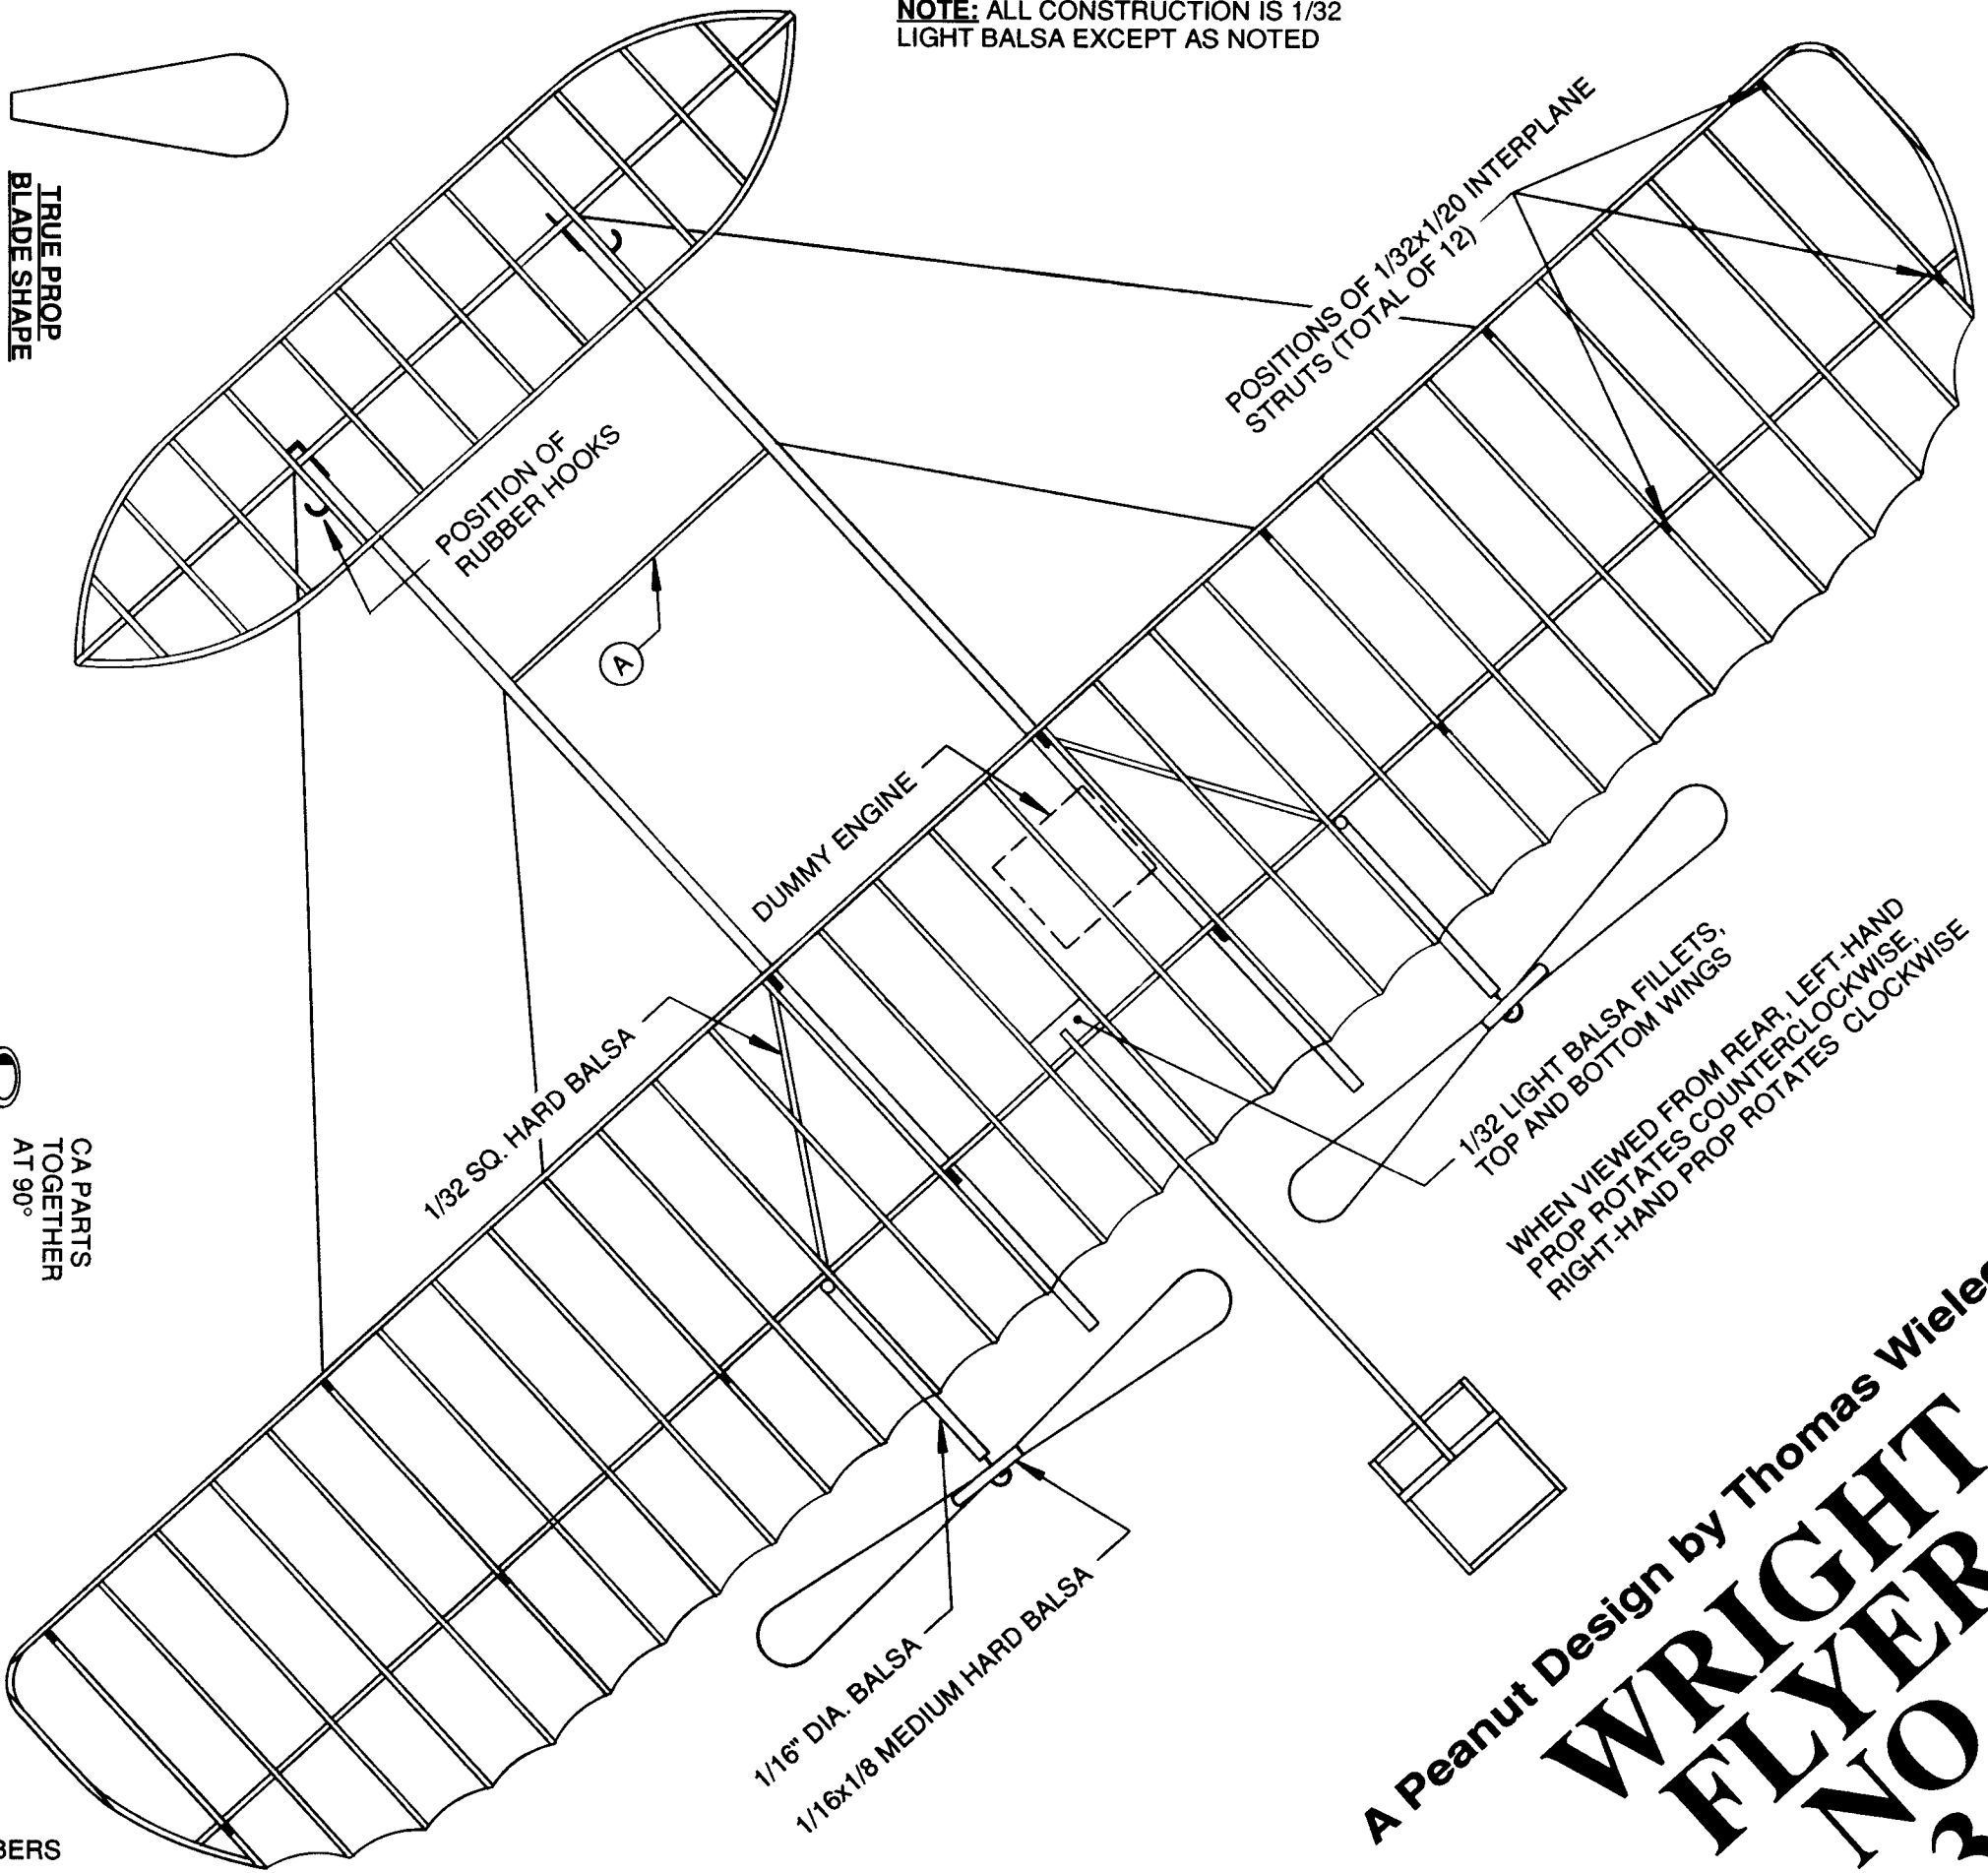 NOTE: ALL CONSTRUCTION IS 1/32
LIGHT BALSA EXCEPT AS NOTED
TRUE PROP
BLADE SHAPE
POSITIONS OF 1/32x1/20 INTERPLANE
STRUTS (TOTAL OF 12)
POSITION OF
RUBBER HOOKS
A
DUMMY ENGINE
1/32 SQ. HARD BALSA
1/32 LIGHT BALSA FILLETS,
TOP AND BOTTOM WINGS
WHEN VIEWED FROM REAR, LEFT-HAND
PROP ROTATES COUNTERCLOCKWISE,
RIGHT-HAND PROP ROTATES CLOCKWISE
CA PARTS
TOGETHER
AT 90°
1/16" DIA. BALSA
1/16x1/8 MEDIUM HARD BALSA
A Peanut Design by Thomas Wieles
WRIGHT
FLYER
NO
3
BERS